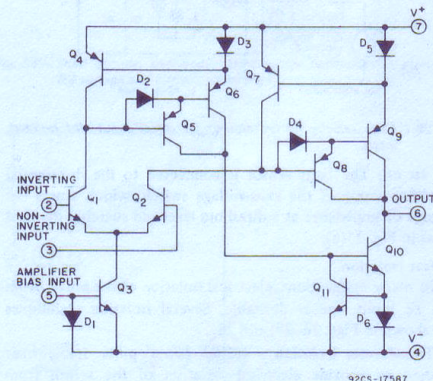 V+
7
Q4
D3
D5
D2
Q7
Q6
Q5
D4
Q9
Q8
INVERTING
INPUT
2
Q1
Q2
OUTPUT
6
NON-
INVERTING
INPUT
3
Q10
AMPLIFIER
BIAS INPUT
5
Q3
Q11
D1
D6
V-
4
92CS-17587